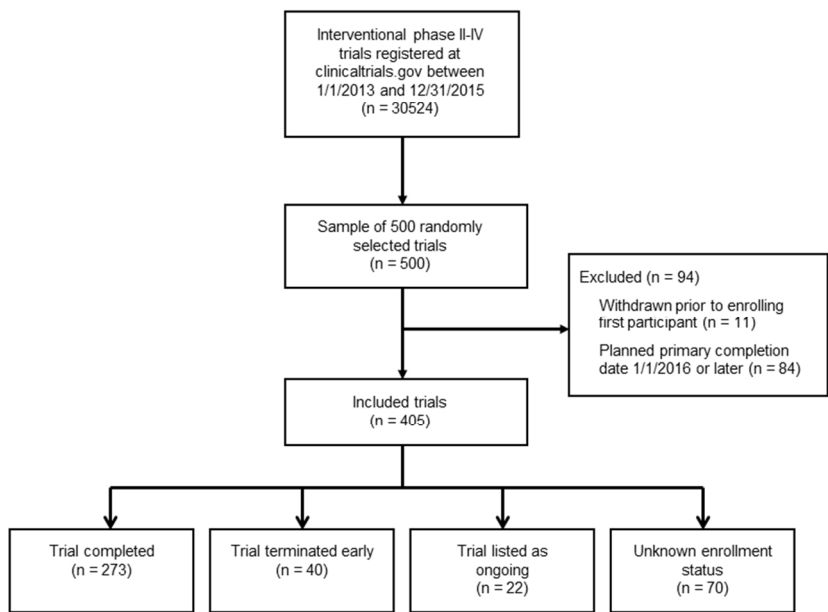 Interventional phase II-IV
trials registered at
clinicaltrials.gov between
1/1/2013 and 12/31/2015
(n = 30524)
Sample of 500 randomly
selected trials
(n = 500)
Excluded (n = 94)
Withdrawn prior to enrolling
first participant (n = 11)
Planned primary completion
date 1/1/2016 or later (n = 84)
Included trials
(n = 405)
Trial completed
(n = 273)
Trial terminated early
(n = 40)
Trial listed as
ongoing
(n = 22)
Unknown enrollment
status
(n = 70)